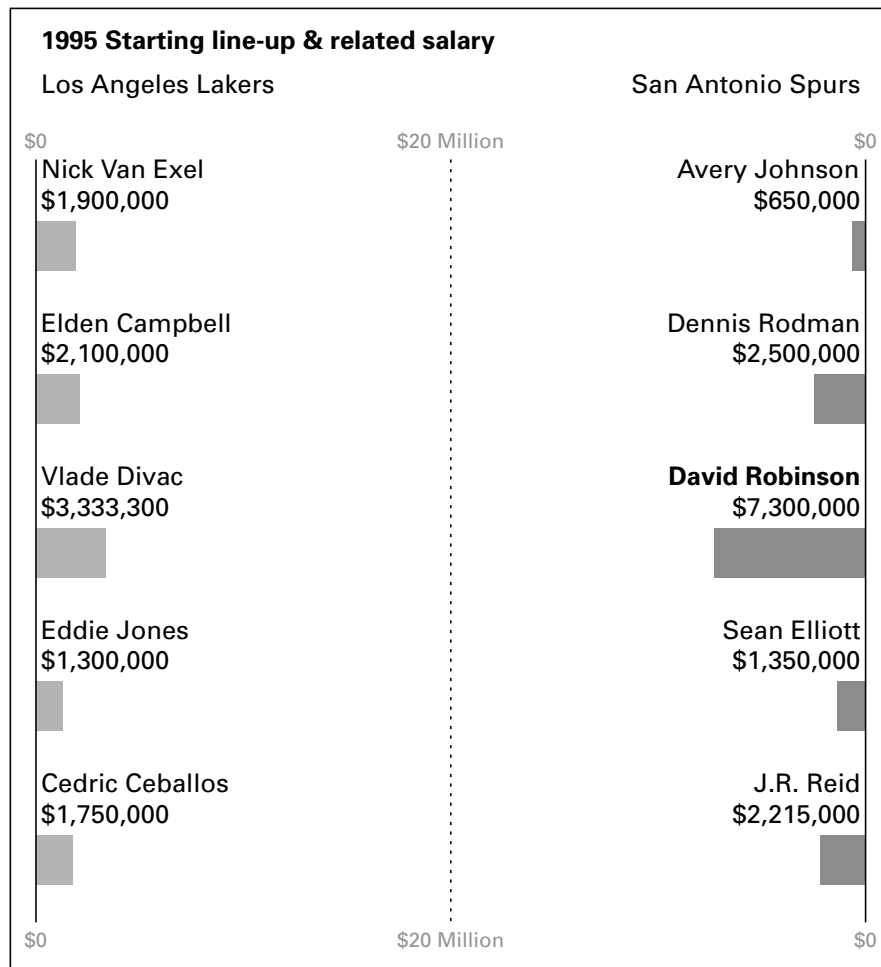 1995 Starting line-up & related salary
Los Angeles Lakers
San Antonio Spurs
$0
$20 Million
$0
Nick Van Exel
$1,900,000
Avery Johnson
$650,000
Elden Campbell
$2,100,000
Dennis Rodman
$2,500,000
Vlade Divac
$3,333,300
David Robinson
$7,300,000
Eddie Jones
$1,300,000
Sean Elliott
$1,350,000
Cedric Ceballos
$1,750,000
J.R. Reid
$2,215,000
$0
$20 Million
$0